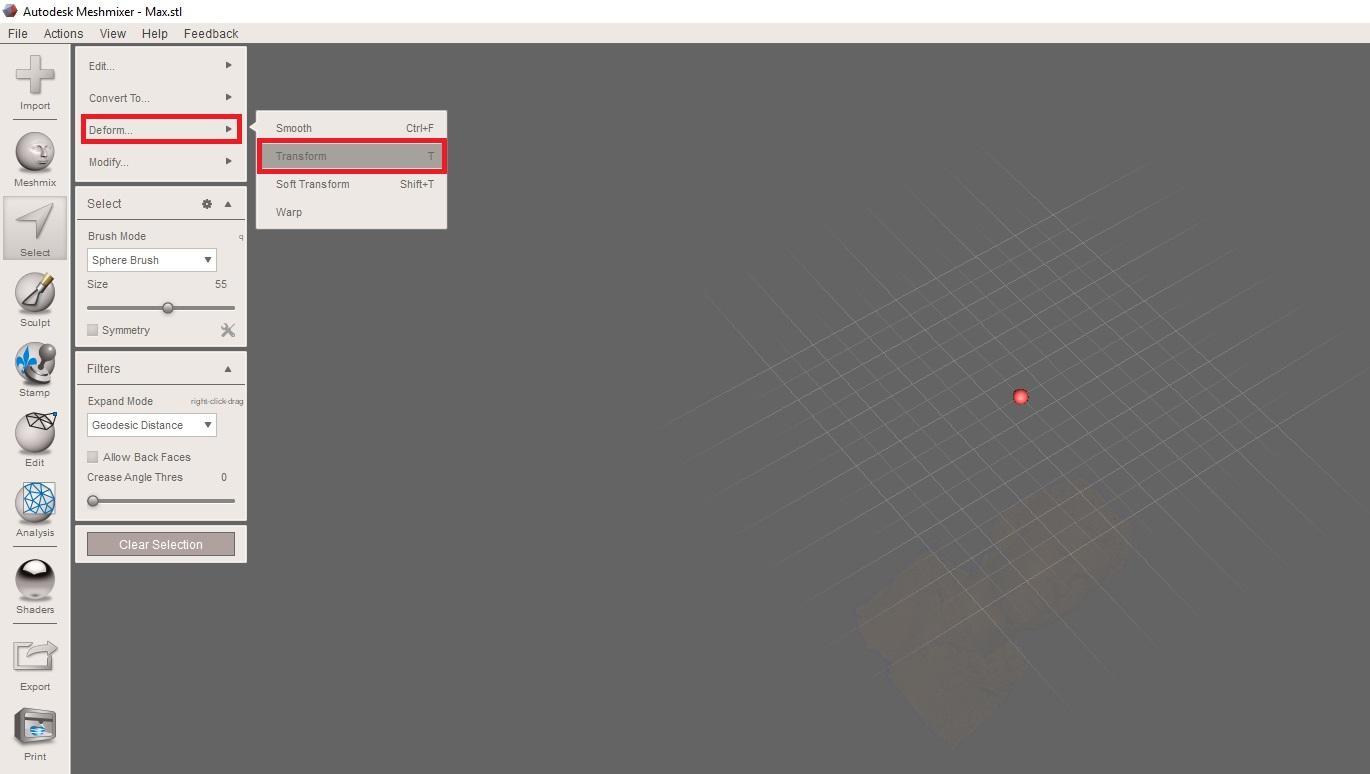 Autodesk Meshmixer - Max.stl
File Actions View Help Feedback
Import
Meshmix
Select
Sculpt
Stamp
Edit
Analysis
Shaders
Export
Print
Edit...
Convert To...
Deform...
Modify...
Smooth Ctrl+F
Transform T
Soft Transform Shift+T
Warp
Select
Brush Mode q
Sphere Brush
Size 55
Symmetry
Filters
Expand Mode right-click-drag
Geodesic Distance
Allow Back Faces
Crease Angle Thres 0
Clear Selection